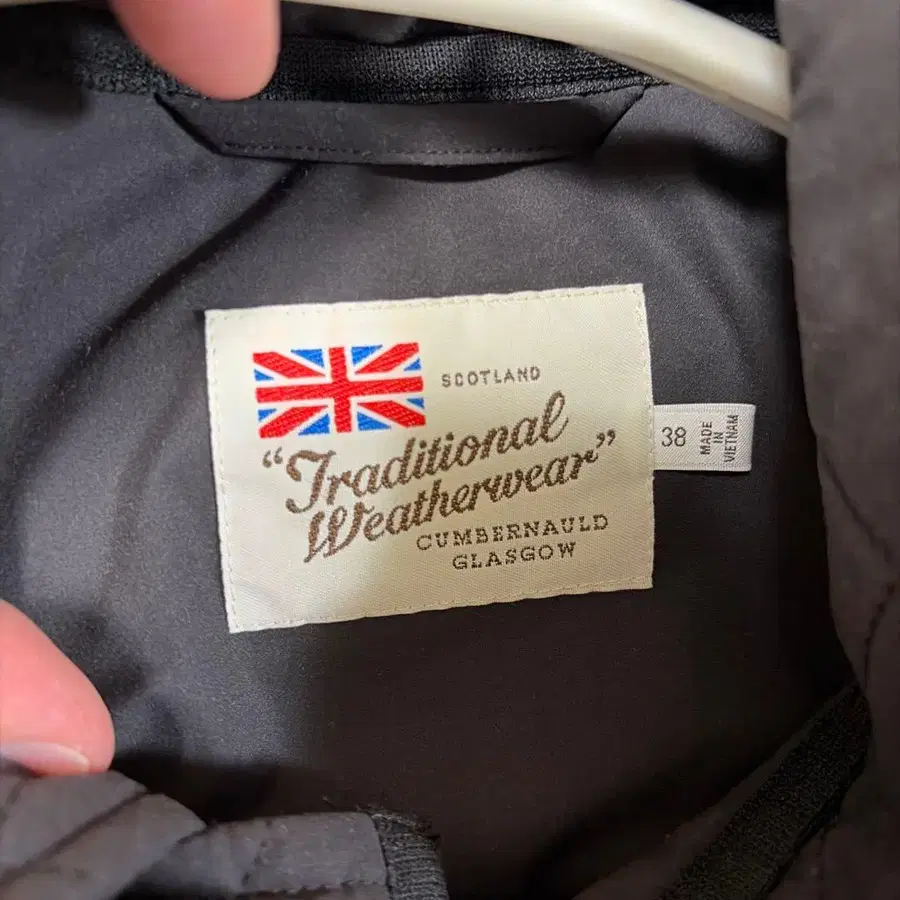 SCOTLAND
"Traditional
Weatherwear"
CUMBERNAULD
GLASGOW
38
MADE
IN
VIETNAM